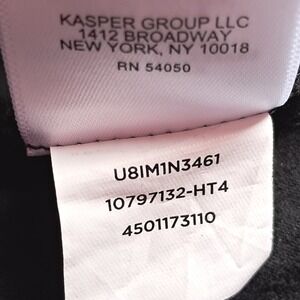 KASPER GROUP LLC
1412 BROADWAY
NEW YORK, NY 10018
RN 54050
U8IM1N3461
10797132-HT4
4501173110